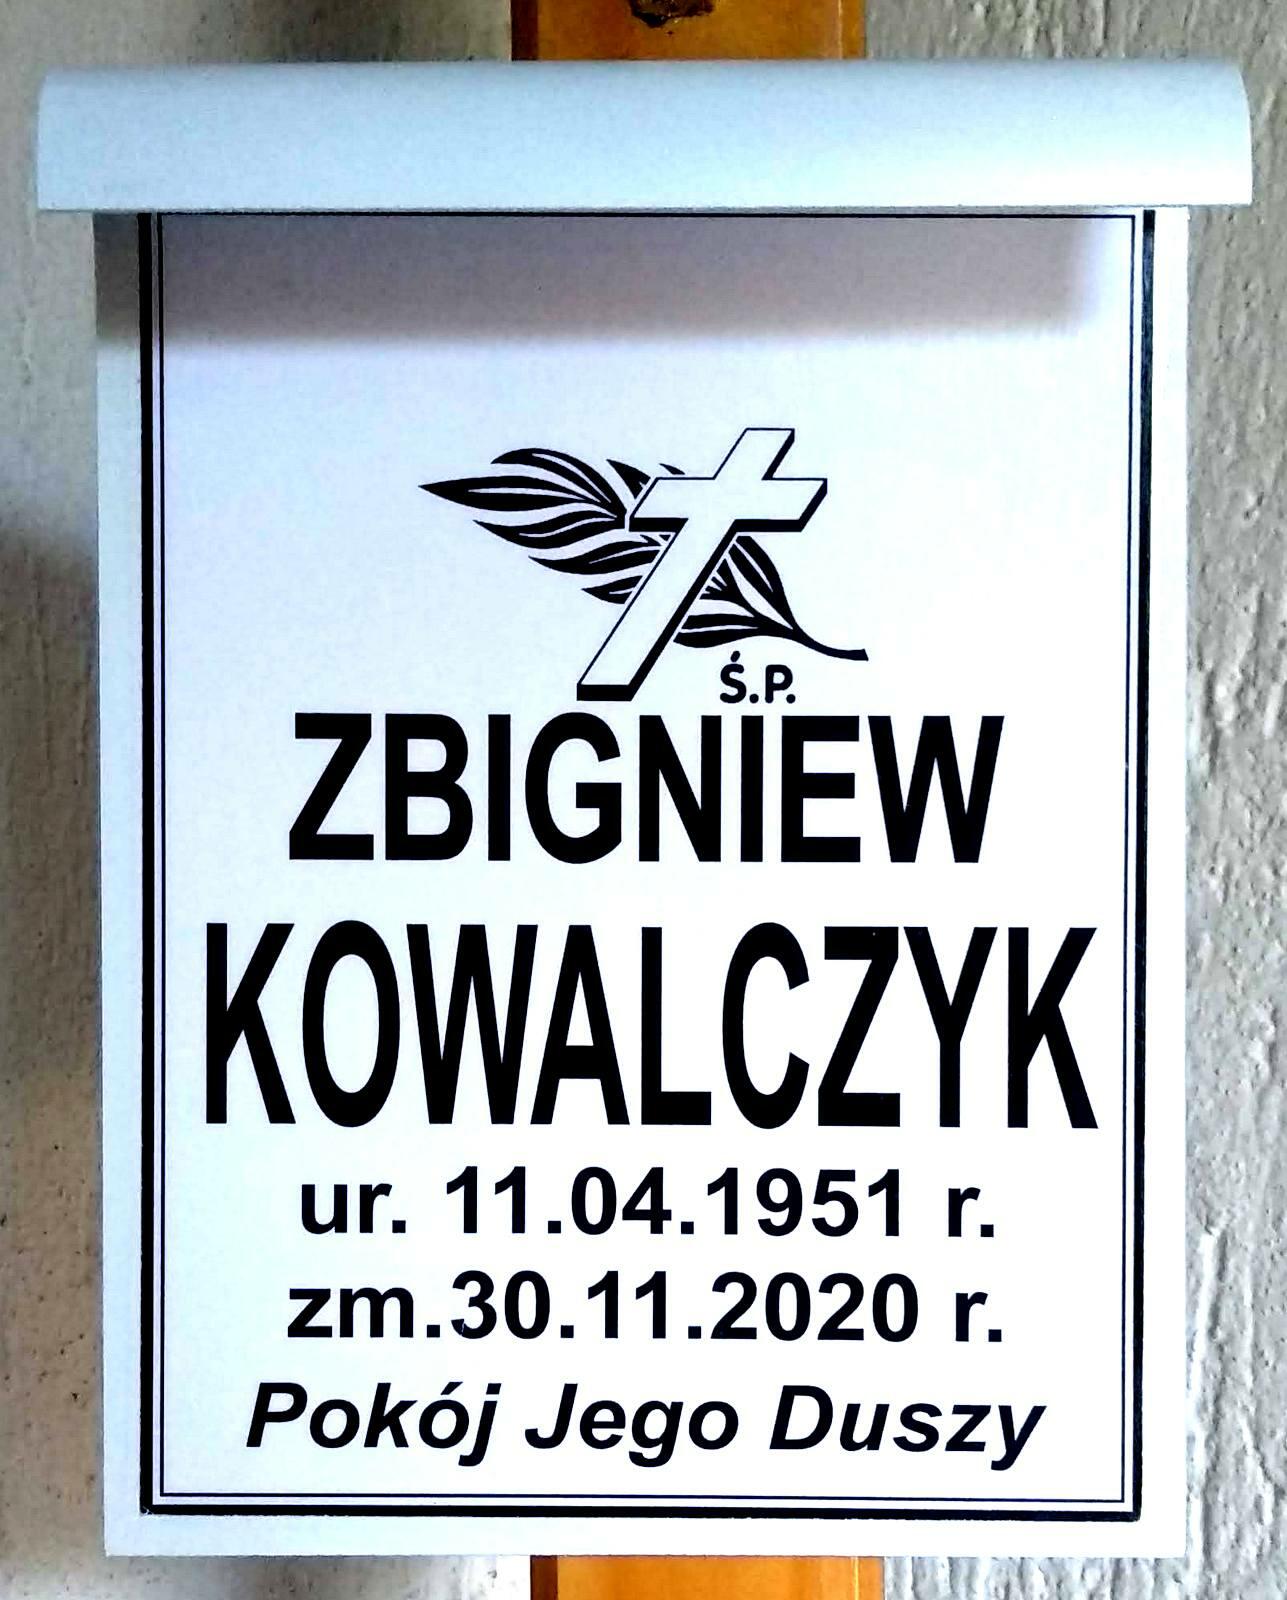 Ś.P.
ZBIGNIEW
KOWALCZYK
ur. 11.04.1951 r.
zm.30.11.2020 r.
Pokój Jego Duszy